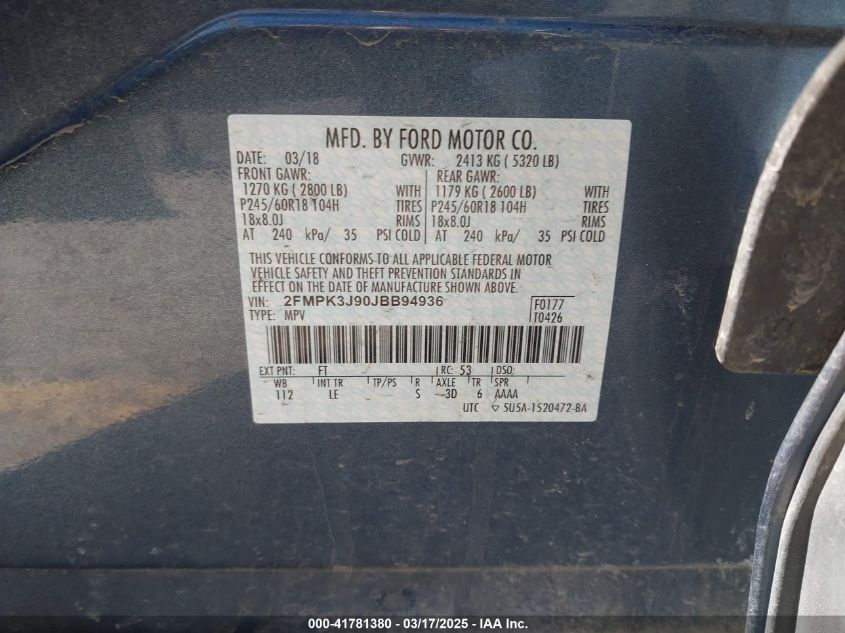 MFD. BY FORD MOTOR CO.
DATE: 03/18 GVWR: 2413 KG ( 5320 LB)
FRONT GAWR: REAR GAWR:
1270 KG ( 2800 LB) WITH 1179 KG ( 2600 LB) WITH
P245/60R18 104H TIRES P245/60R18 104H TIRES
18x8.0J RIMS 18x8.0J RIMS
AT 240 kPa/ 35 PSI COLD AT 240 kPa/ 35 PSI COLD
THIS VEHICLE CONFORMS TO ALL APPLICABLE FEDERAL MOTOR
VEHICLE SAFETY AND THEFT PREVENTION STANDARDS IN
EFFECT ON THE DATE OF MANUFACTURE SHOWN ABOVE.
VIN: 2FMPK3J90JBB94936 F0177
TYPE: MPV T0426
EXT PNT: FT RC: 53 DSO:
WB INT TR TP/PS R AXLE TR SPR
112 LE S 3D 6 AAAA
UTC ▽ 5U5A-1520472-BA
000-41781380 - 03/17/2025 - IAA Inc.